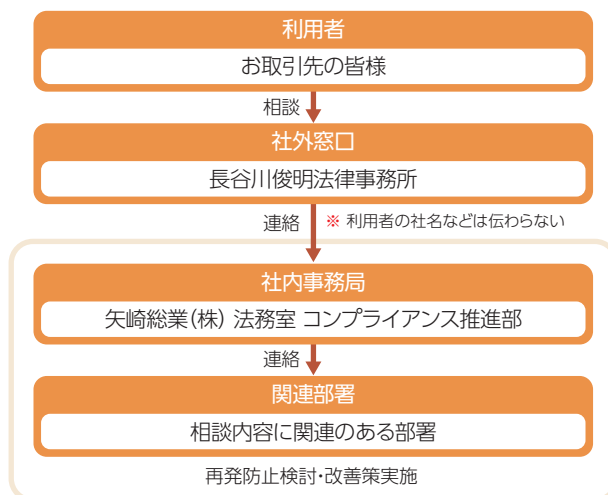 利用者
お取引先の皆様
相談
社外窓口
長谷川俊明法律事務所
連絡 ※ 利用者の社名などは伝わらない
社内事務局
矢崎総業(株) 法務室 コンプライアンス推進部
連絡
関連部署
相談内容に関連のある部署
再発防止検討・改善策実施